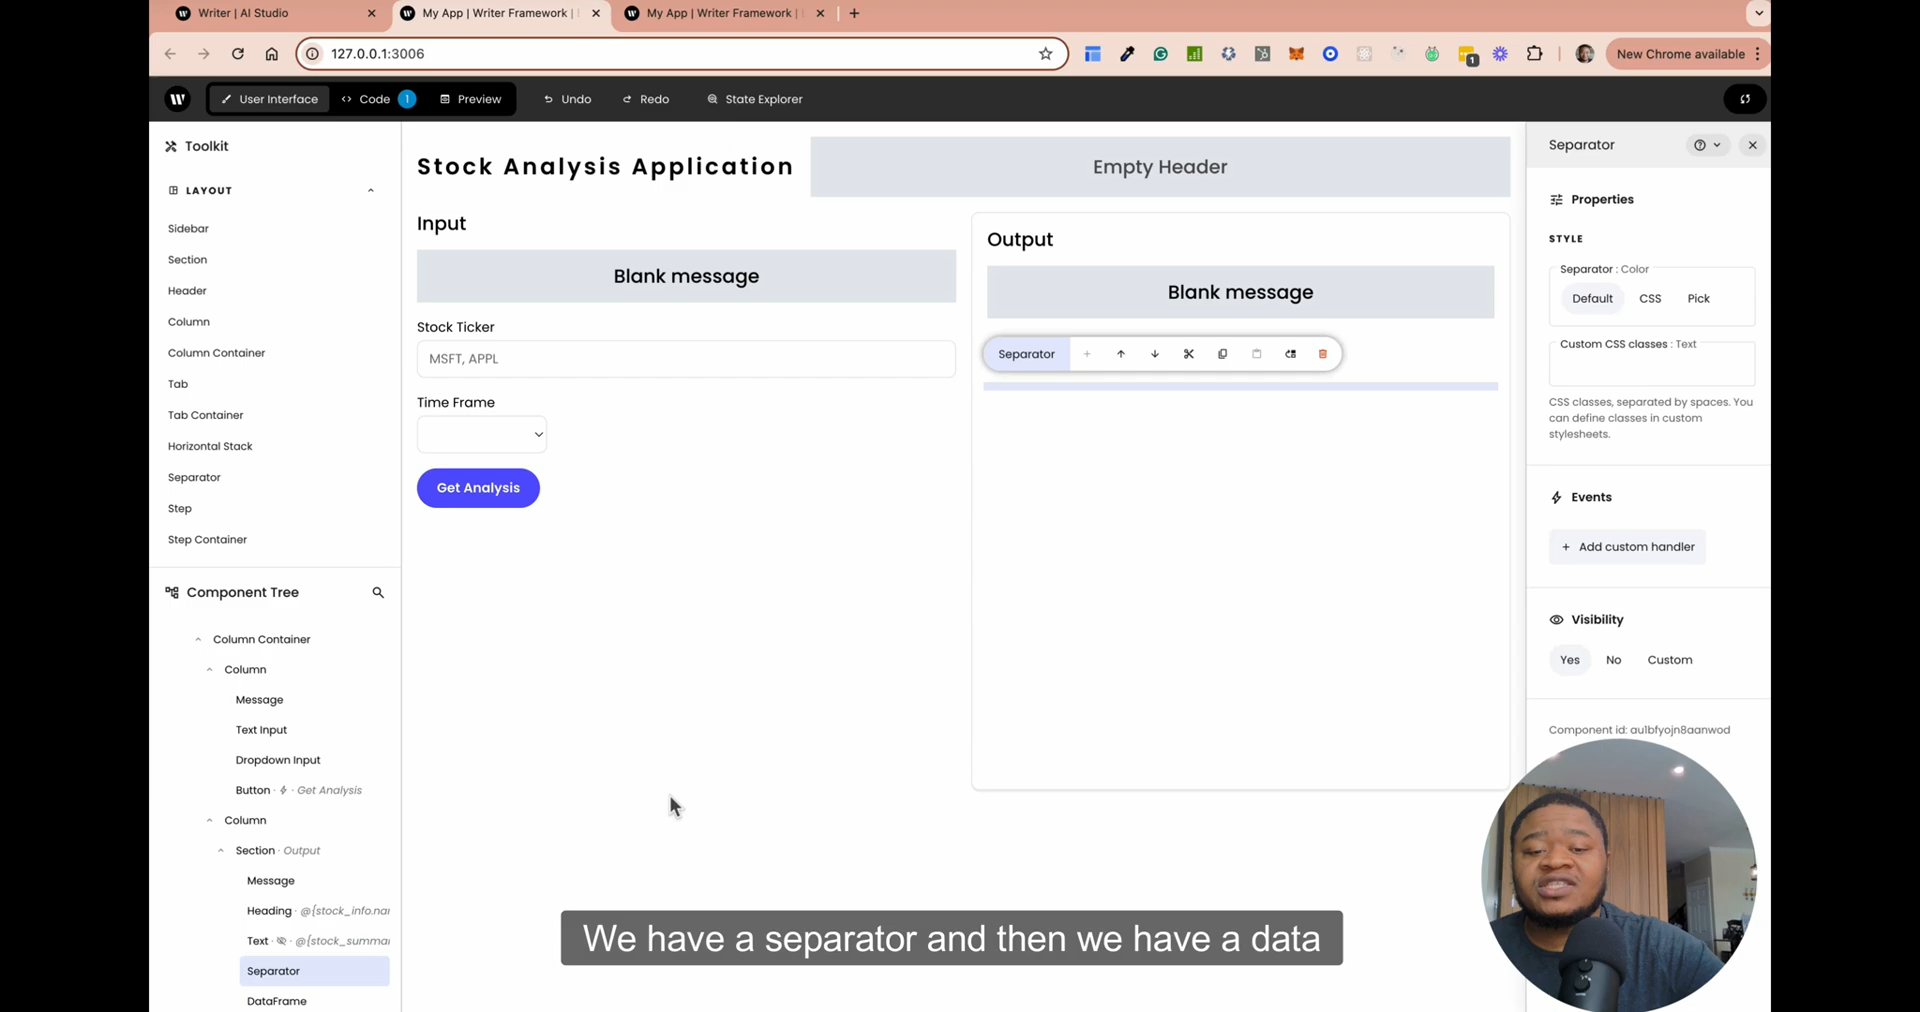 Writer | AI Studio
My App | Writer Framework |
My App | Writer Framework |
127.0.0.1:3006
1
New Chrome available
User Interface
Code 1
Preview
Undo
Redo
State Explorer
Toolkit
LAYOUT
Sidebar
Section
Header
Column
Column Container
Tab
Tab Container
Horizontal Stack
Separator
Step
Step Container
Component Tree
Column Container
Column
Message
Text Input
Dropdown Input
Button · Get Analysis
Column
Section · Output
Message
Heading · @{stock_info.nar
Text · @{stock_summar
Separator
DataFrame
Stock Analysis Application
Empty Header
Input
Blank message
Stock Ticker
MSFT, APPL
Time Frame
Get Analysis
Output
Blank message
Separator
Separator
Properties
STYLE
Separator : Color
Default CSS Pick
Custom CSS classes : Text
CSS classes, separated by spaces. You
can define classes in custom
stylesheets.
Events
+ Add custom handler
Visibility
Yes No Custom
Component id: au1bfyojn8aanwod
We have a separator and then we have a data